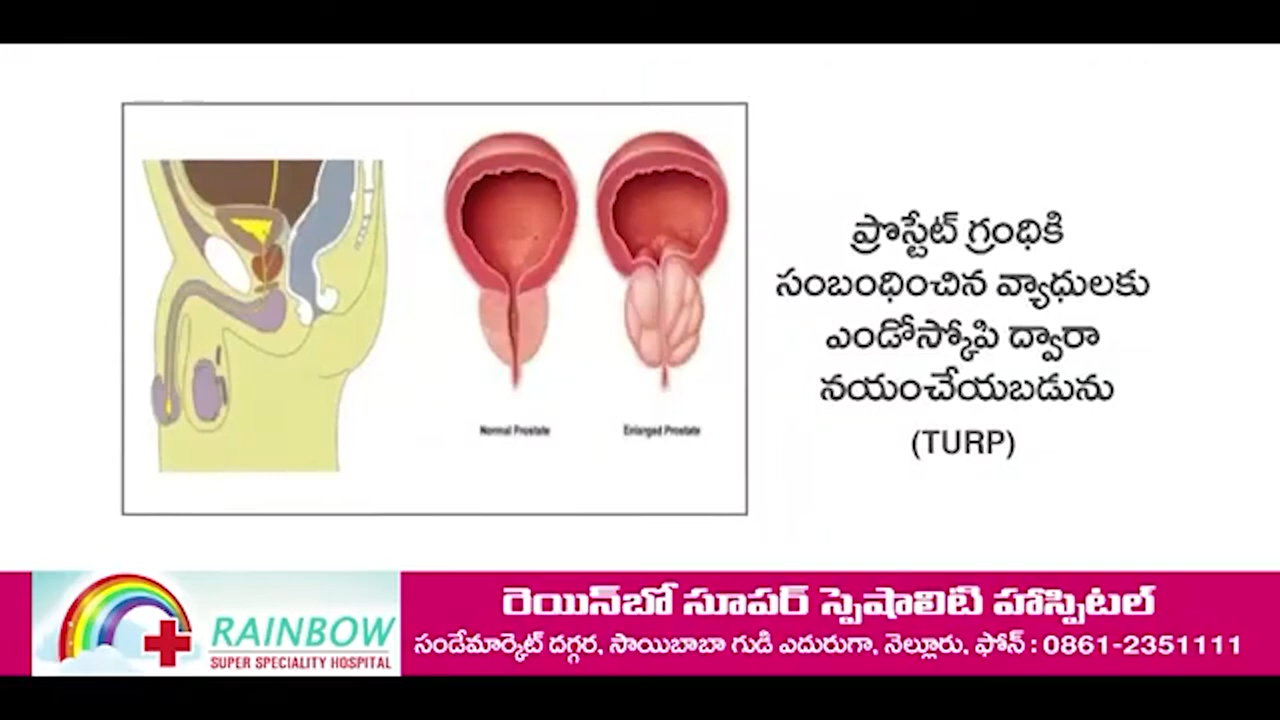 ప్రొస్టేట్ గ్రంధికి
సంబంధించిన వ్యాధులకు
ఎండోస్కోపి ద్వారా
నయంచేయబడును
(TURP)
Normal Prostate
Enlarged Prostate
RAINBOW
SUPER SPECIALITY HOSPITAL
రెయిన్‌బో సూపర్ స్పెషాలిటి హాస్పిటల్
సండేమార్కెట్ దగ్గర, సాయిబాబా గుడి ఎదురుగా, నెల్లూరు, ఫోన్ : 0861-2351111